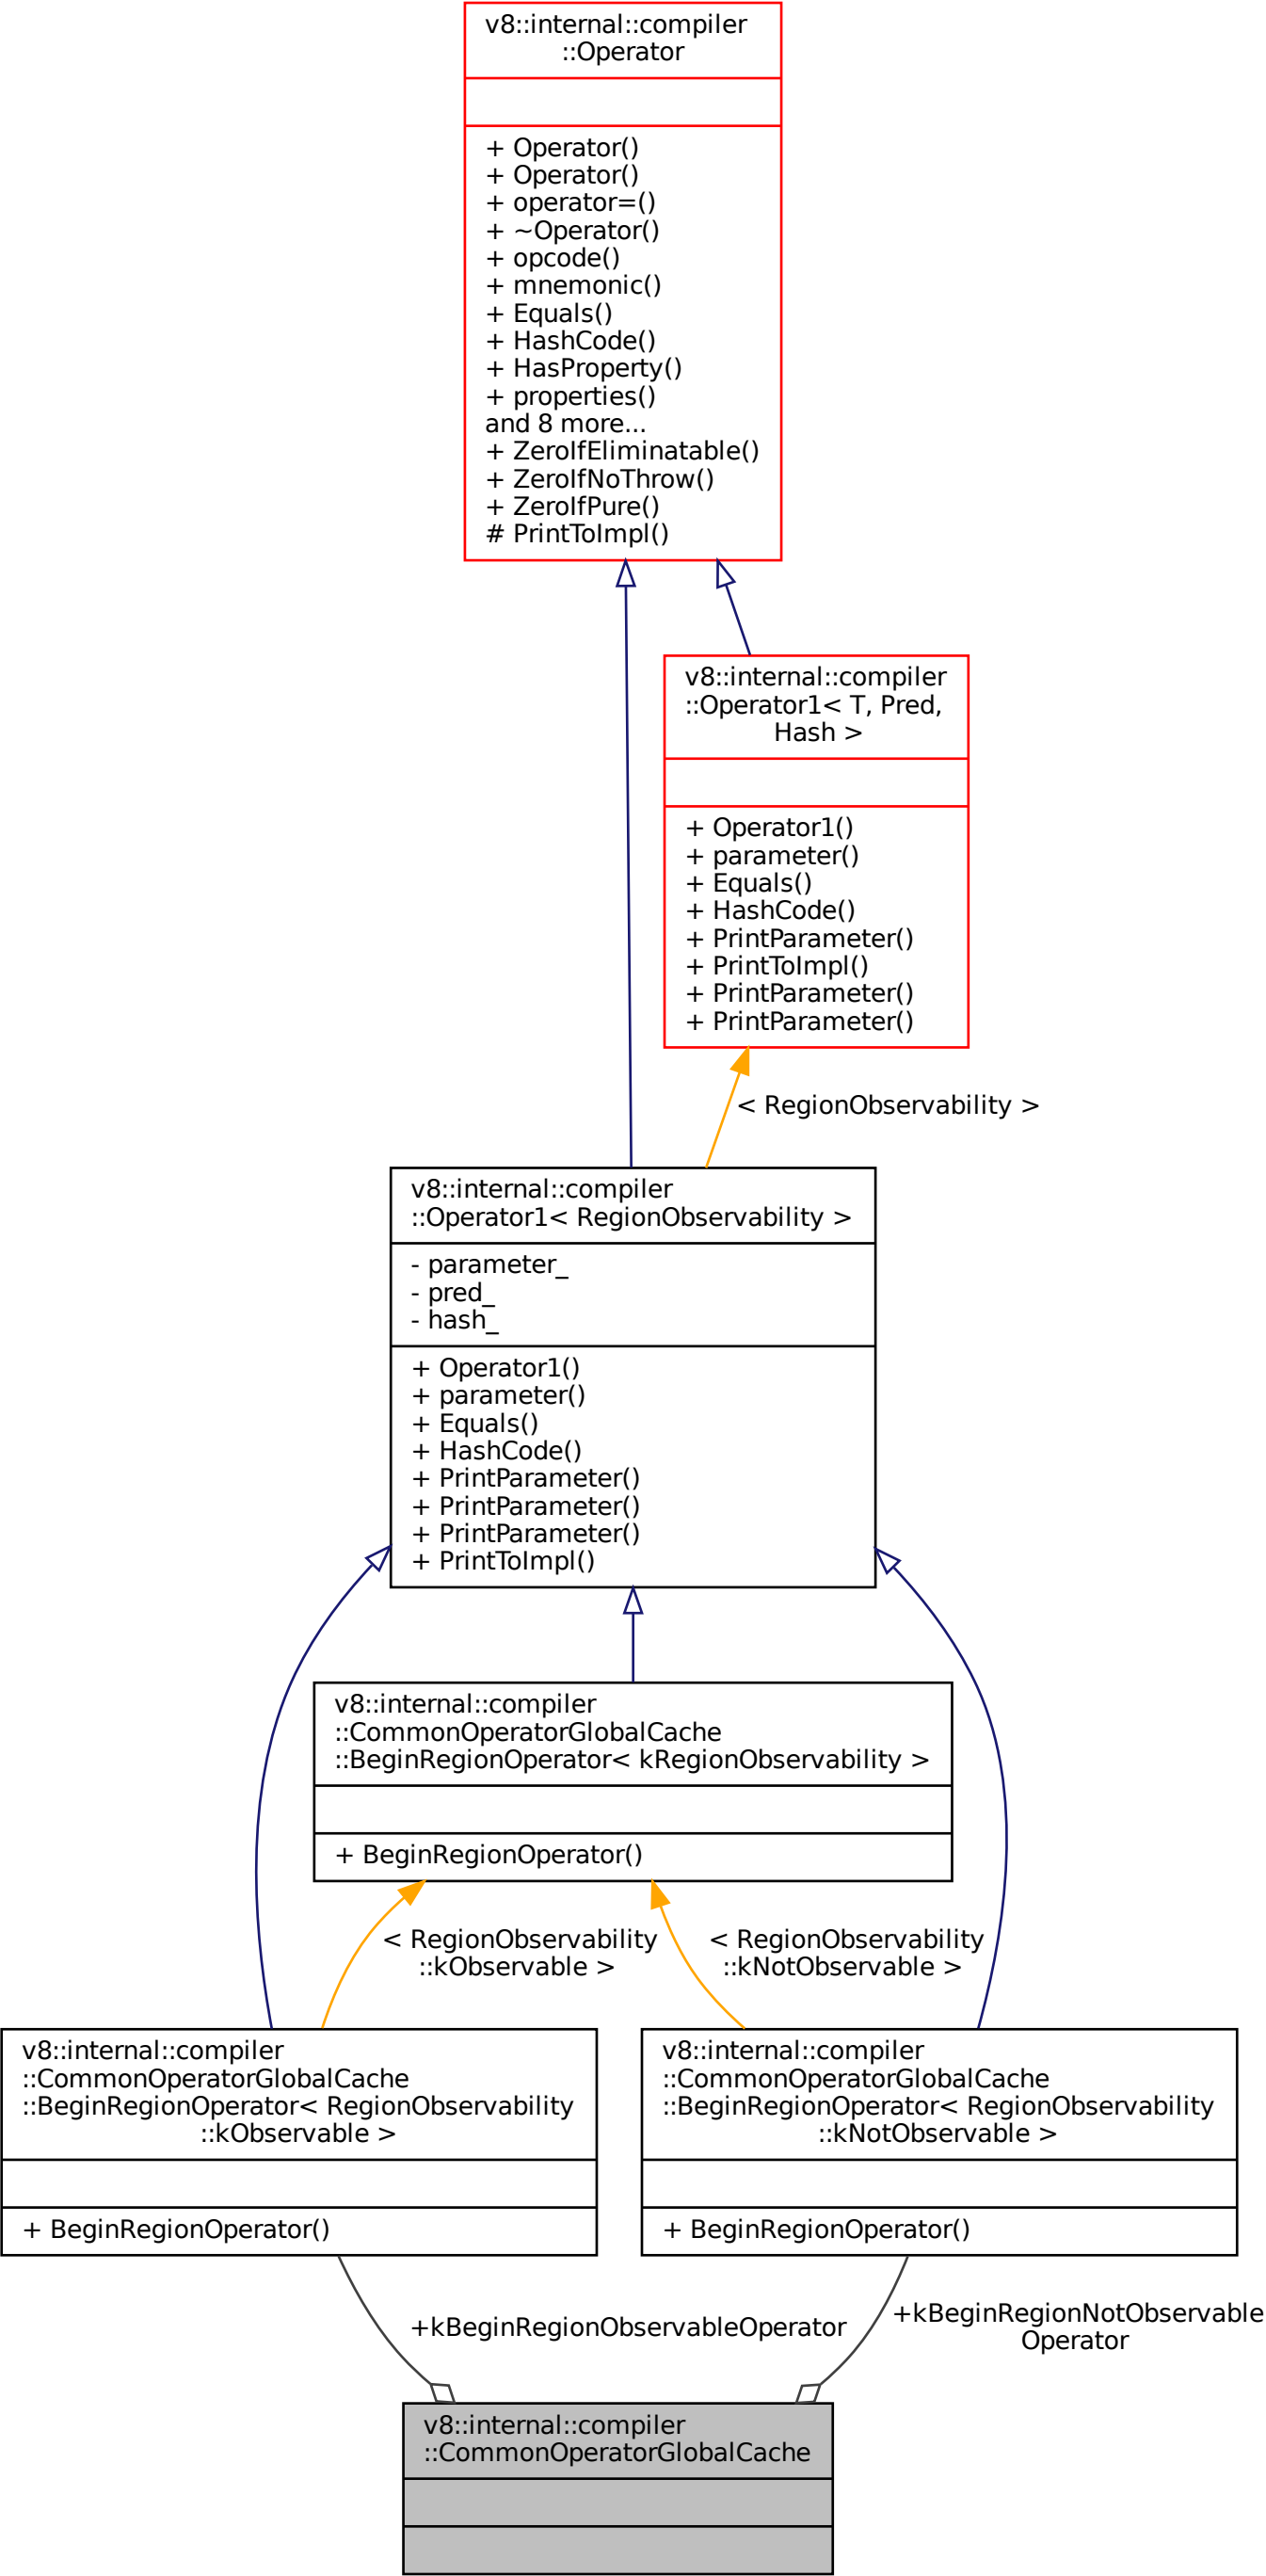 v8::internal::compiler
::Operator
+ Operator()
+ Operator()
+ operator=()
+ ~Operator()
+ opcode()
+ mnemonic()
+ Equals()
+ HashCode()
+ HasProperty()
+ properties()
and 8 more...
+ ZeroIfEliminatable()
+ ZeroIfNoThrow()
+ ZeroIfPure()
# PrintToImpl()
v8::internal::compiler
::Operator1< T, Pred,
Hash >
+ Operator1()
+ parameter()
+ Equals()
+ HashCode()
+ PrintParameter()
+ PrintToImpl()
+ PrintParameter()
+ PrintParameter()
< RegionObservability >
v8::internal::compiler
::Operator1< RegionObservability >
- parameter_
- pred_
- hash_
+ Operator1()
+ parameter()
+ Equals()
+ HashCode()
+ PrintParameter()
+ PrintParameter()
+ PrintParameter()
+ PrintToImpl()
v8::internal::compiler
::CommonOperatorGlobalCache
::BeginRegionOperator< kRegionObservability >
+ BeginRegionOperator()
< RegionObservability
::kObservable >
< RegionObservability
::kNotObservable >
v8::internal::compiler
::CommonOperatorGlobalCache
::BeginRegionOperator< RegionObservability
::kObservable >
+ BeginRegionOperator()
v8::internal::compiler
::CommonOperatorGlobalCache
::BeginRegionOperator< RegionObservability
::kNotObservable >
+ BeginRegionOperator()
+kBeginRegionObservableOperator
+kBeginRegionNotObservable
Operator
v8::internal::compiler
::CommonOperatorGlobalCache